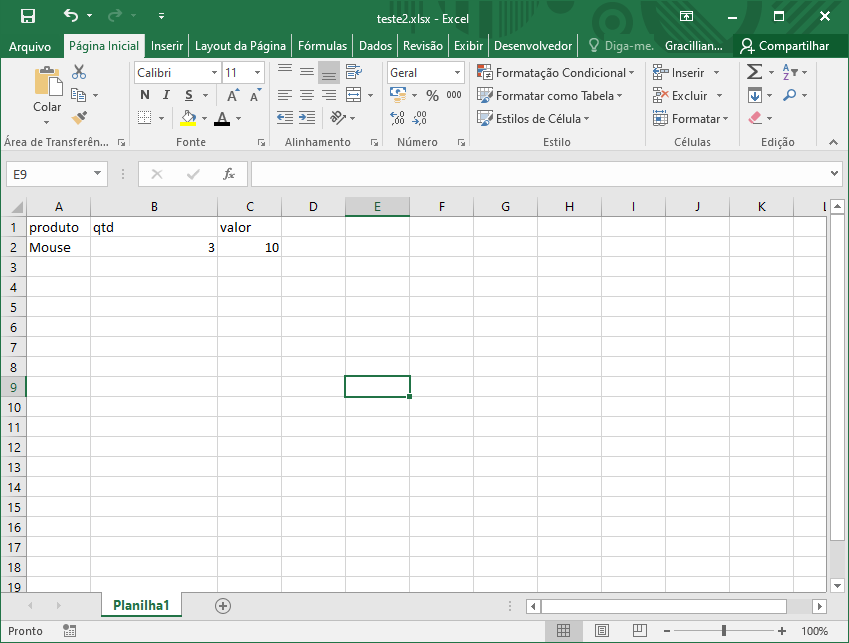 teste2.xlsx - Excel
Arquivo Página Inicial Inserir Layout da Página Fórmulas Dados Revisão Exibir Desenvolvedor Diga-me. Gracillian... Compartilhar
Calibri 11 Geral Formatação Condicional Inserir
Colar N I S A A % 000 Formatar como Tabela Excluir
A Estilos de Célula Formatar
Área de Transferên... Fonte Alinhamento Número Estilo Células Edição
E9 fx
A B C D E F G H I J K L
1 produto qtd valor
2 Mouse 3 10
3
4
5
6
7
8
9
10
11
12
13
14
15
16
17
18
19
Planilha1
Pronto 100%